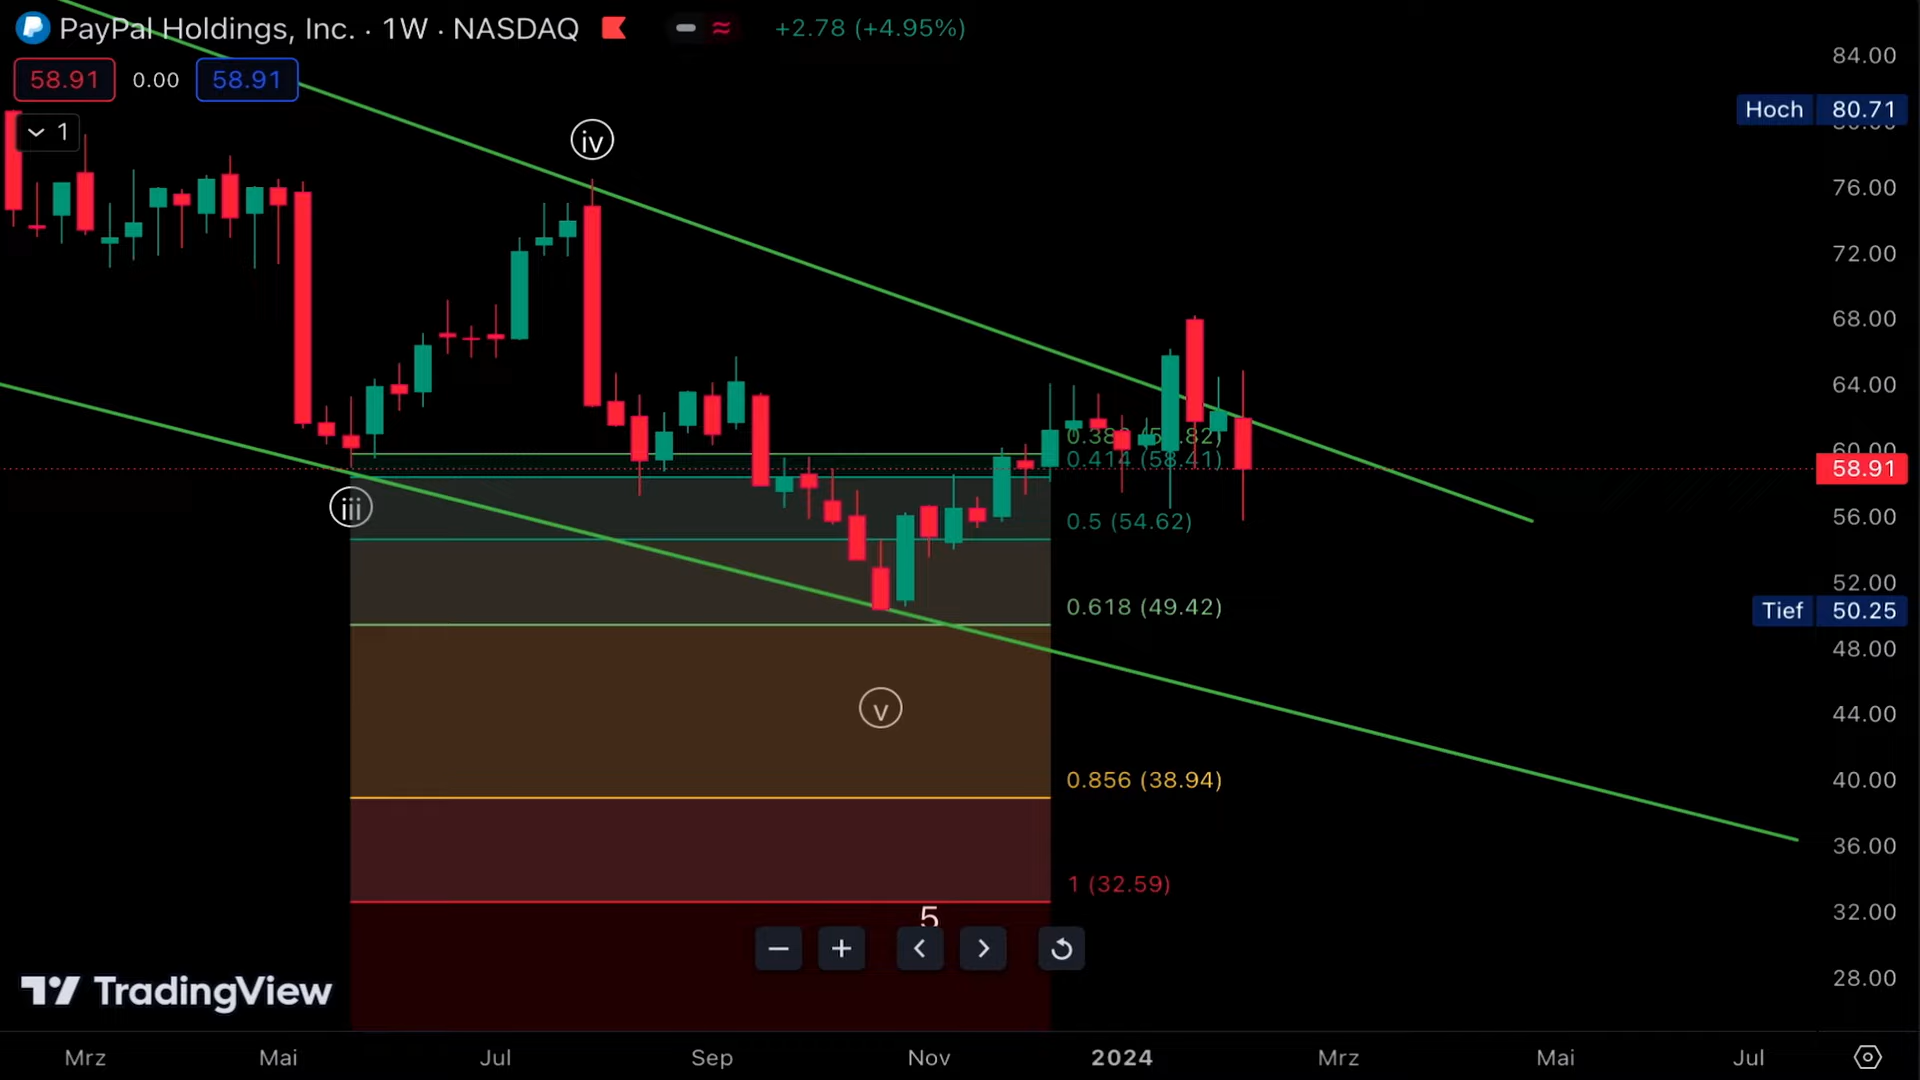 PayPal Holdings, Inc. · 1W · NASDAQ
+2.78 (+4.95%)
58.91 0.00 58.91
1
84.00
Hoch 80.71
iv
76.00
72.00
68.00
64.00
60.00
0.414 (58.41)
58.91
iii
0.5 (54.62)
56.00
52.00
0.618 (49.42)
Tief 50.25
48.00
v
44.00
0.856 (38.94)
40.00
36.00
1 (32.59)
32.00
5
28.00
TradingView
Mrz Mai Jul Sep Nov 2024 Mrz Mai Jul